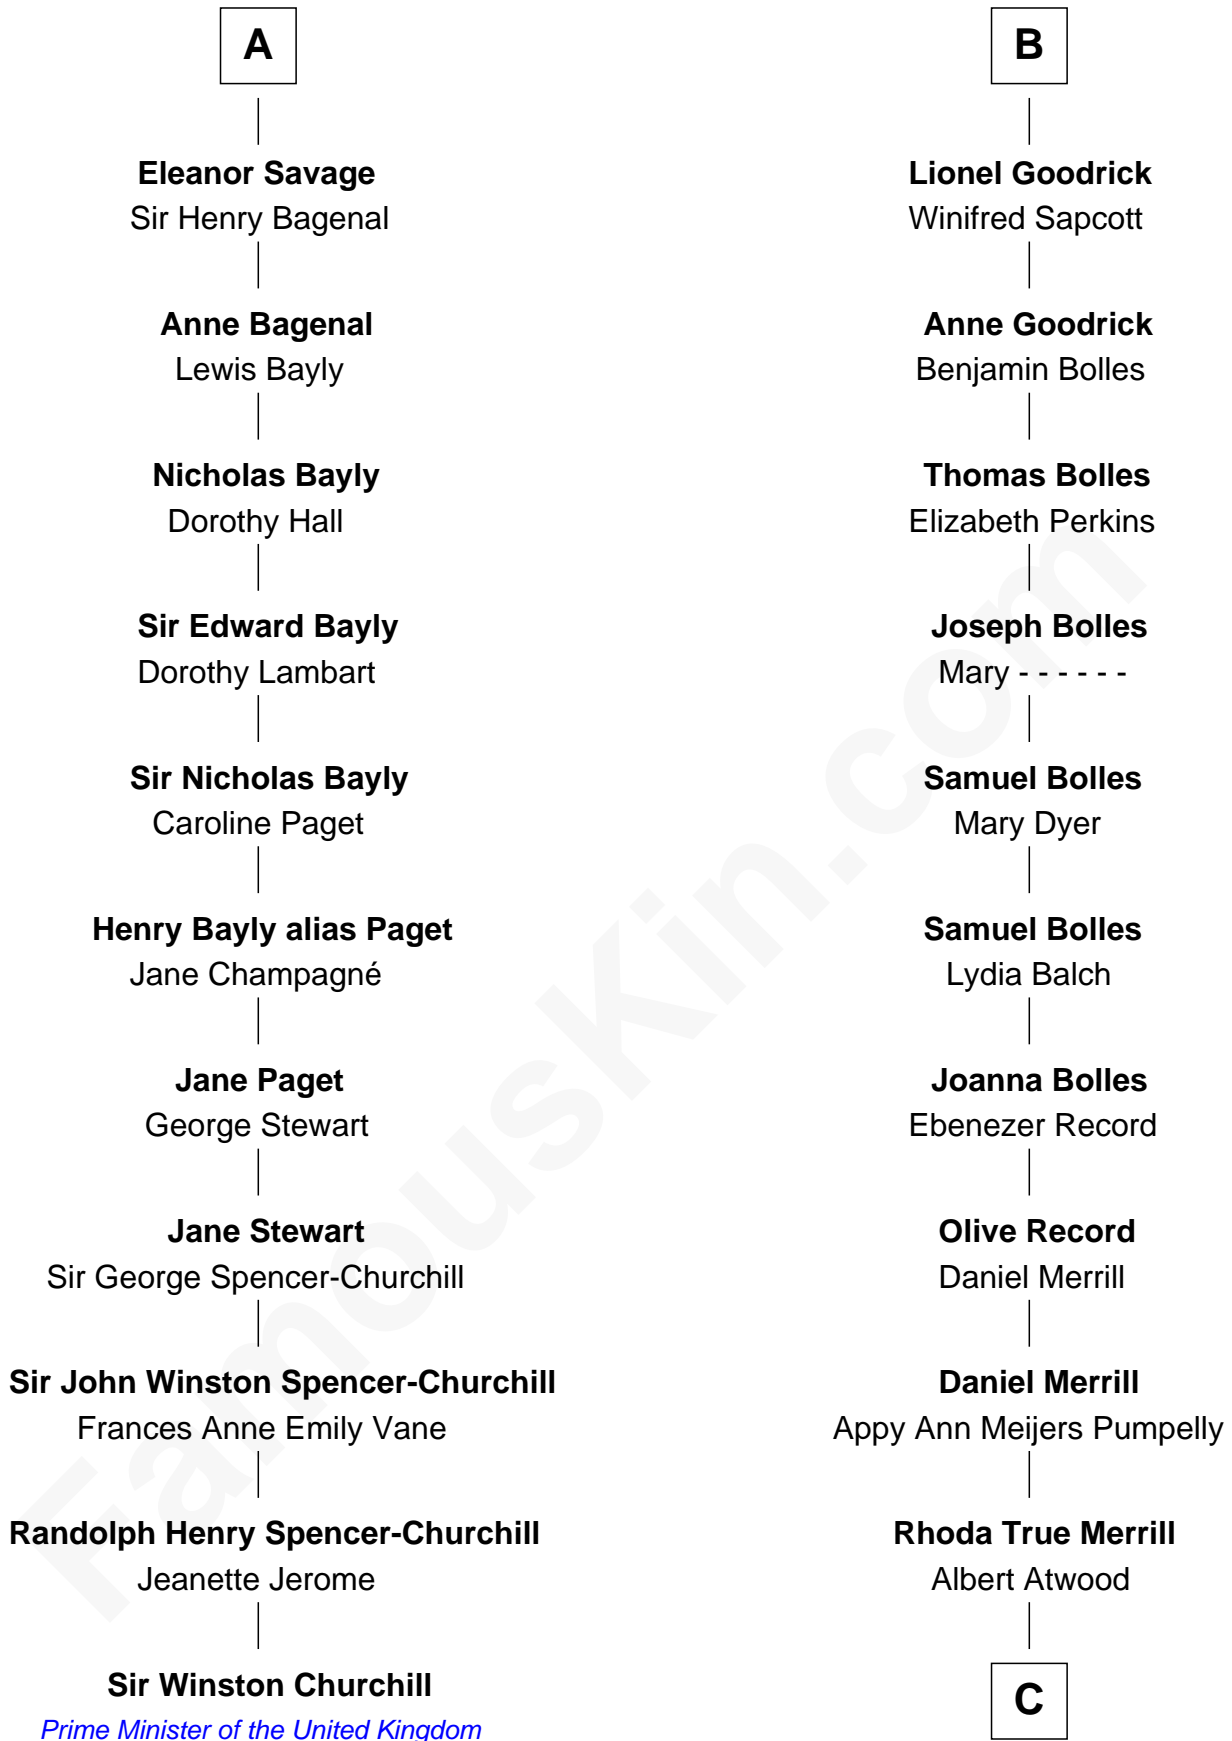 A
Eleanor Savage
Sir Henry Bagenal
Anne Bagenal
Lewis Bayly
Nicholas Bayly
Dorothy Hall
Sir Edward Bayly
Dorothy Lambart
Sir Nicholas Bayly
Caroline Paget
Henry Bayly alias Paget
Jane Champagné
Jane Paget
George Stewart
Jane Stewart
Sir George Spencer-Churchill
Sir John Winston Spencer-Churchill
Frances Anne Emily Vane
Randolph Henry Spencer-Churchill
Jeanette Jerome
Sir Winston Churchill
Prime Minister of the United Kingdom
B
Lionel Goodrick
Winifred Sapcott
Anne Goodrick
Benjamin Bolles
Thomas Bolles
Elizabeth Perkins
Joseph Bolles
Mary - - - - - -
Samuel Bolles
Mary Dyer
Samuel Bolles
Lydia Balch
Joanna Bolles
Ebenezer Record
Olive Record
Daniel Merrill
Daniel Merrill
Appy Ann Meijers Pumpelly
Rhoda True Merrill
Albert Atwood
C
FamousKin.com